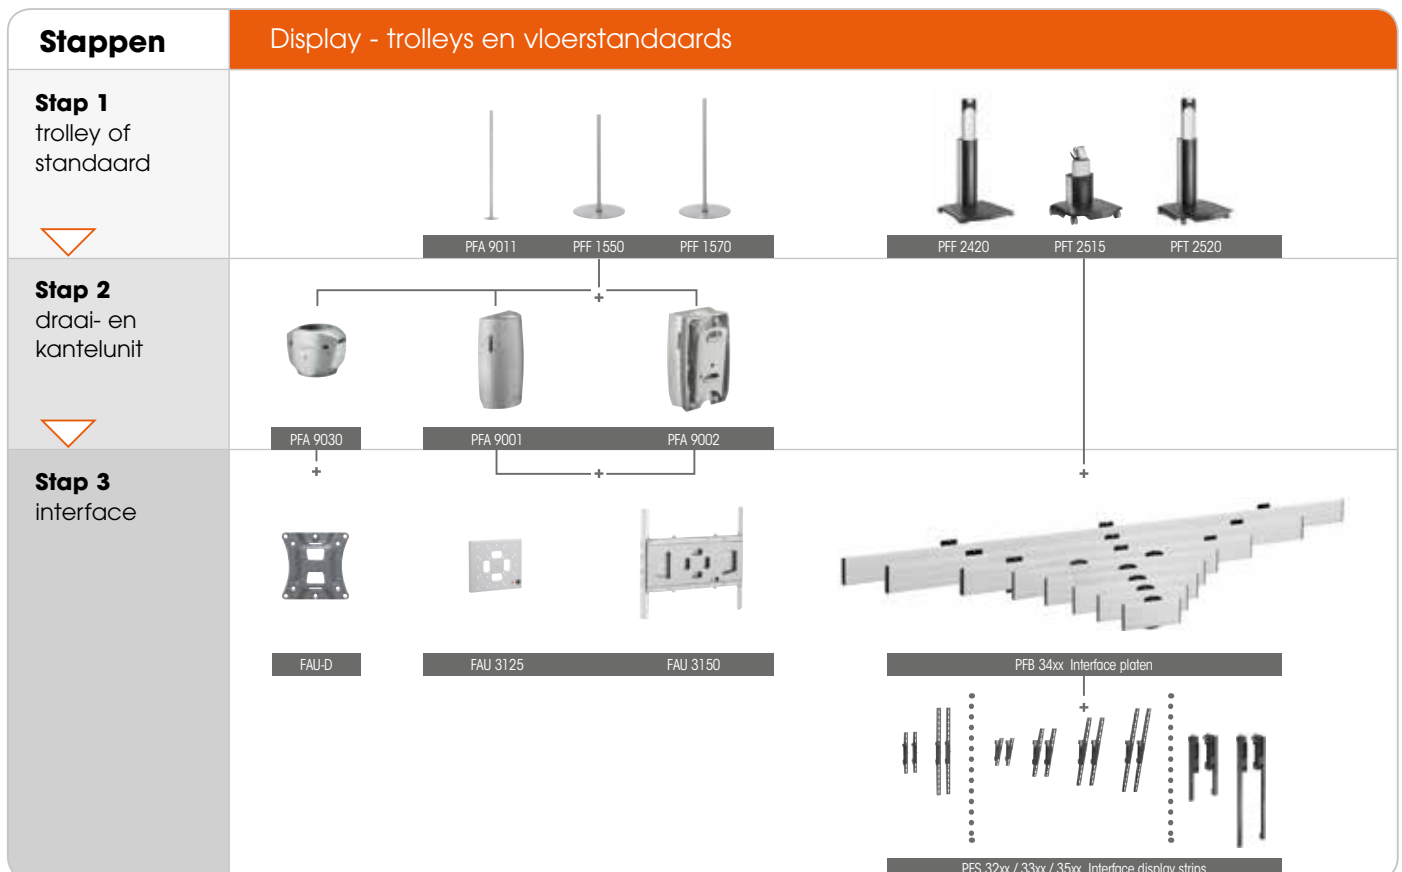 Stappen
Display - trolleys en vloerstandaards
Stap 1
trolley of
standaard
PFA 9011 PFF 1550 PFF 1570
PFF 2420 PFT 2515 PFT 2520
Stap 2
draai- en
kantelunit
PFA 9030
PFA 9001 PFA 9002
Stap 3
interface
FAU-D
FAU 3125 FAU 3150
PFB 34xx Interface platen
PFS 32xx / 33xx / 35xx Interface display strips